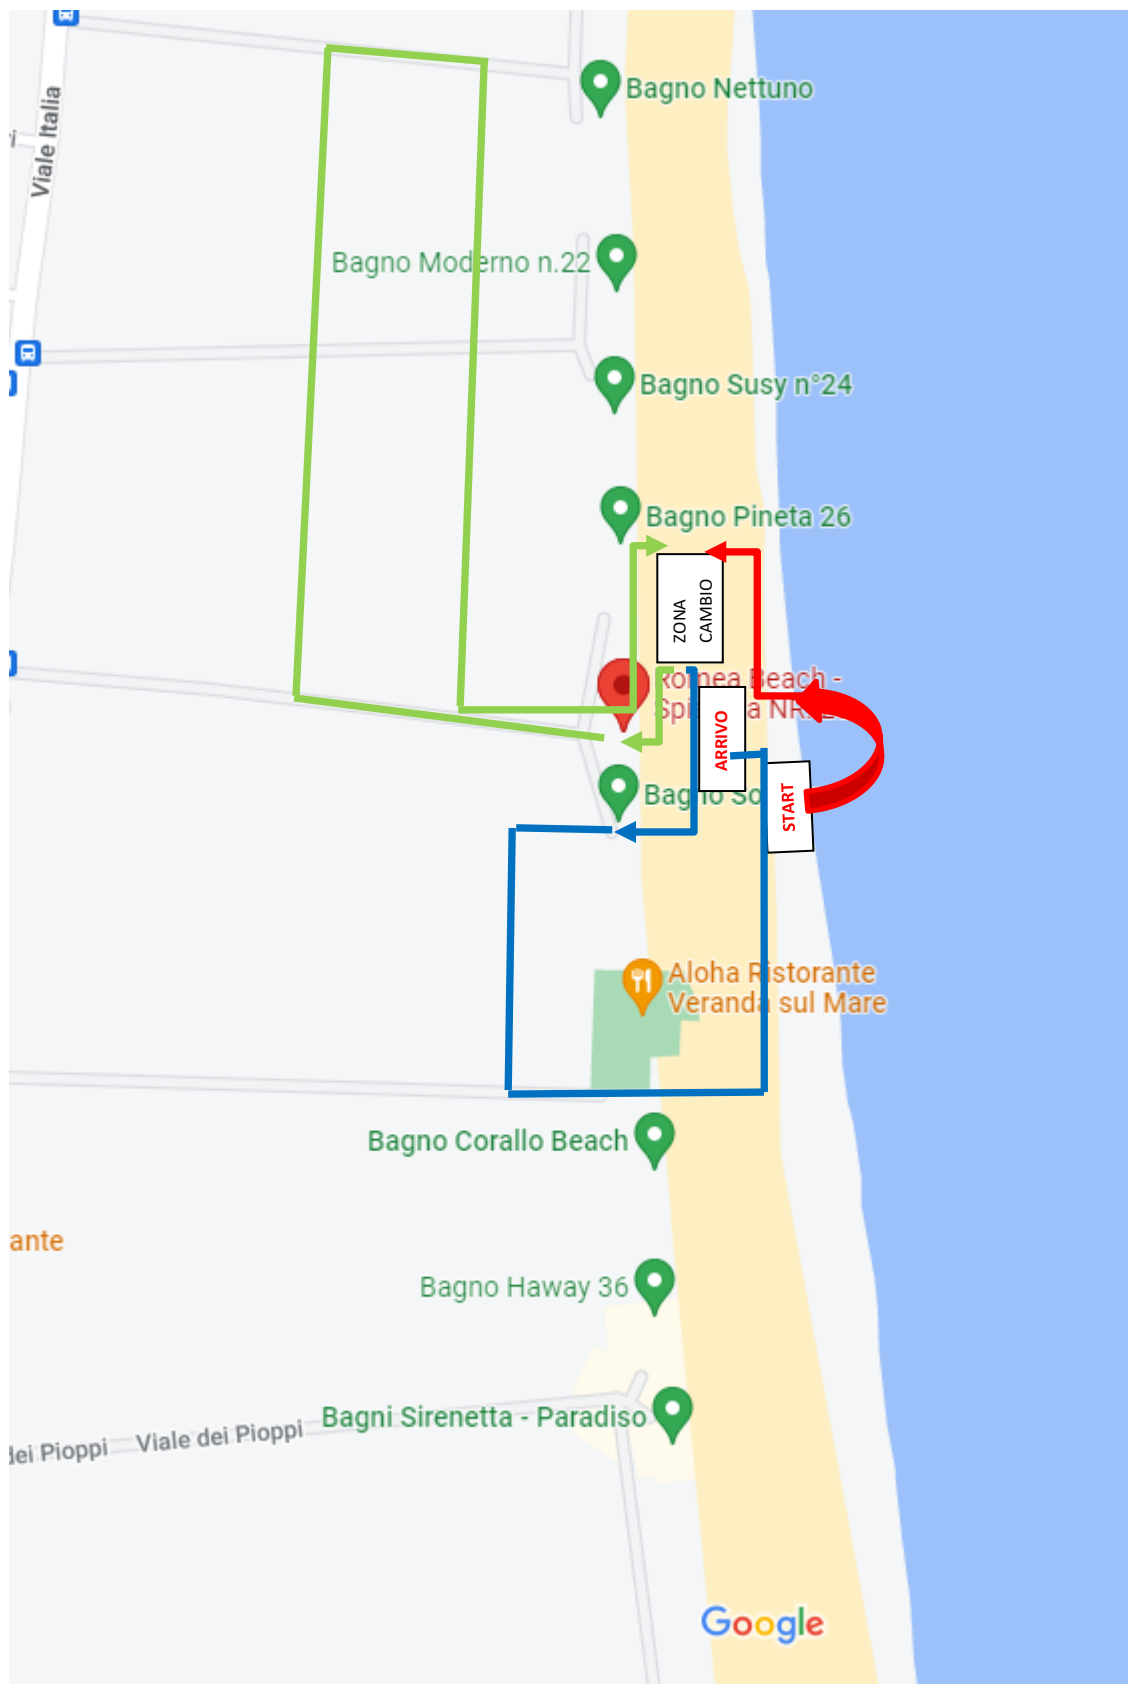 Viale Italia
Bagno Nettuno
Bagno Moderno n.22
Bagno Susy n°24
Bagno Pineta 26
ZONA
CAMBIO
Romea Beach -
ARRIVO
START
Aloha Ristorante
Veranda sul Mare
Bagno Corallo Beach
ante
Bagno Haway 36
Bagni Sirenetta - Paradiso
dei Pioppi
Viale dei Pioppi
Google